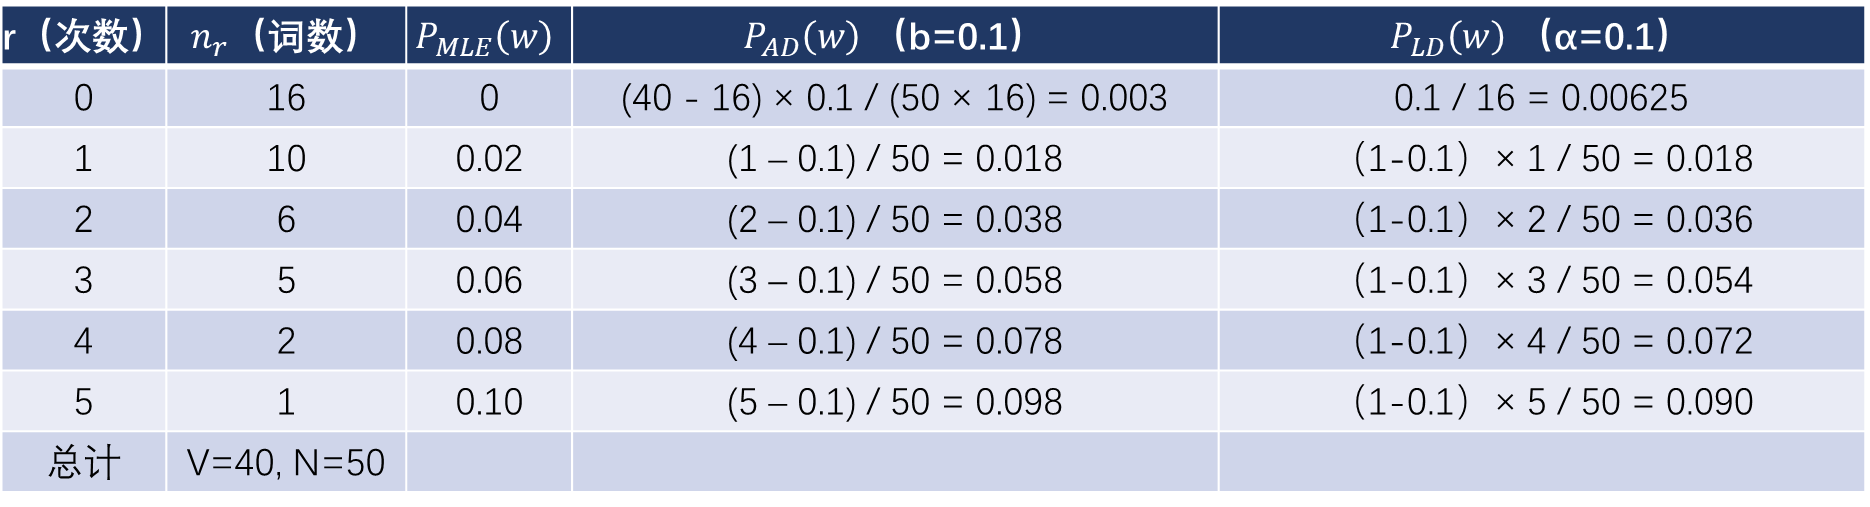 r（次数） n_r（词数） P_MLE(w) P_AD(w) （b=0.1） P_LD(w) （α=0.1）
0 16 0 (40 - 16) × 0.1 / (50 × 16) = 0.003 0.1 / 16 = 0.00625
1 10 0.02 (1 – 0.1) / 50 = 0.018 （1-0.1） × 1 / 50 = 0.018
2 6 0.04 (2 – 0.1) / 50 = 0.038 （1-0.1） × 2 / 50 = 0.036
3 5 0.06 (3 – 0.1) / 50 = 0.058 （1-0.1） × 3 / 50 = 0.054
4 2 0.08 (4 – 0.1) / 50 = 0.078 （1-0.1） × 4 / 50 = 0.072
5 1 0.10 (5 – 0.1) / 50 = 0.098 （1-0.1） × 5 / 50 = 0.090
总计 V=40, N=50